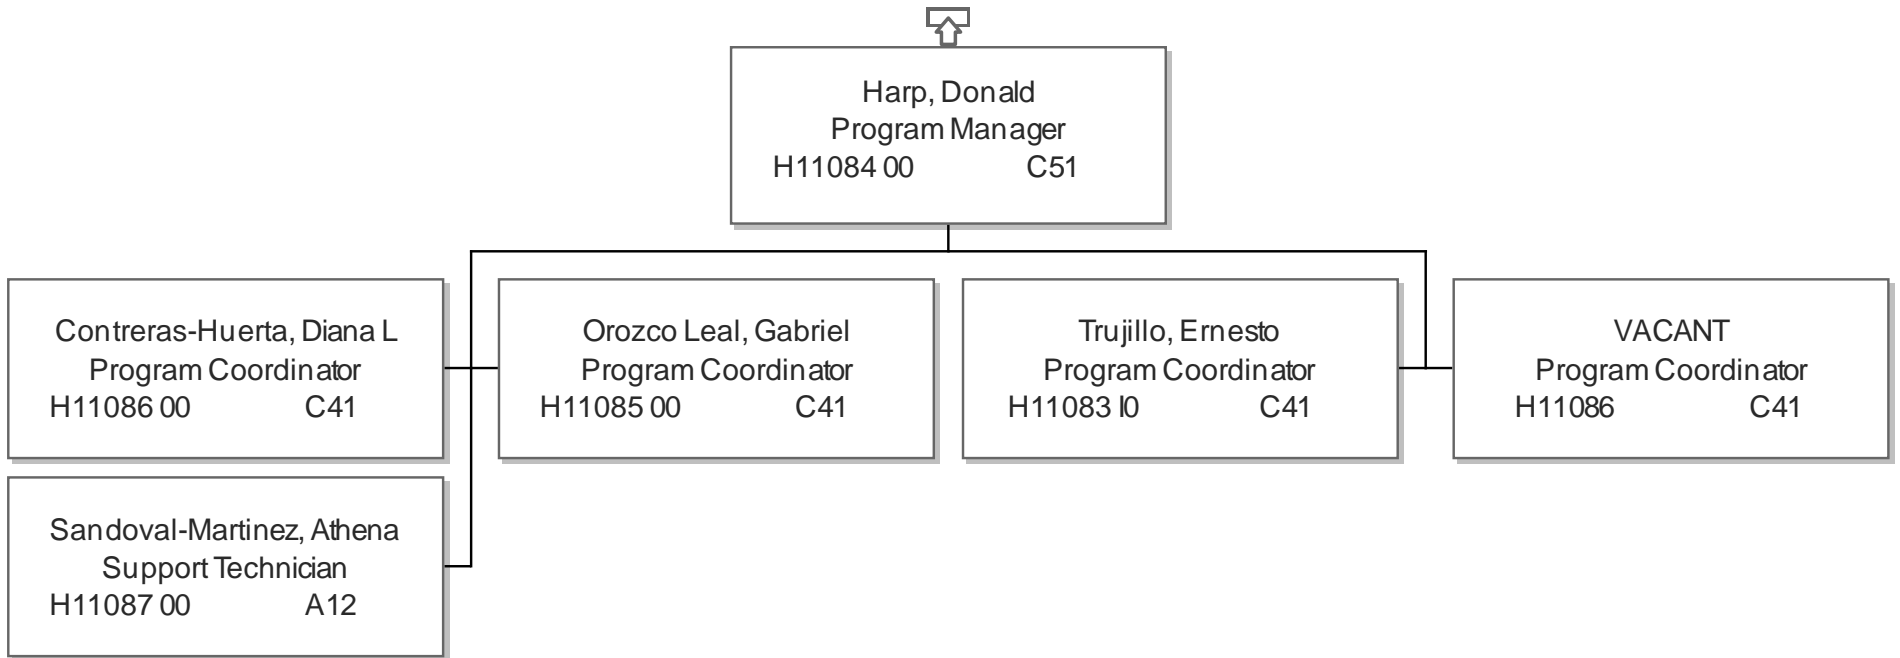 Harp, Donald
Program Manager
H11084 00 C51
Contreras-Huerta, Diana L
Program Coordinator
H11086 00 C41
Orozco Leal, Gabriel
Program Coordinator
H11085 00 C41
Trujillo, Ernesto
Program Coordinator
H11083 I0 C41
VACANT
Program Coordinator
H11086 C41
Sandoval-Martinez, Athena
Support Technician
H11087 00 A12